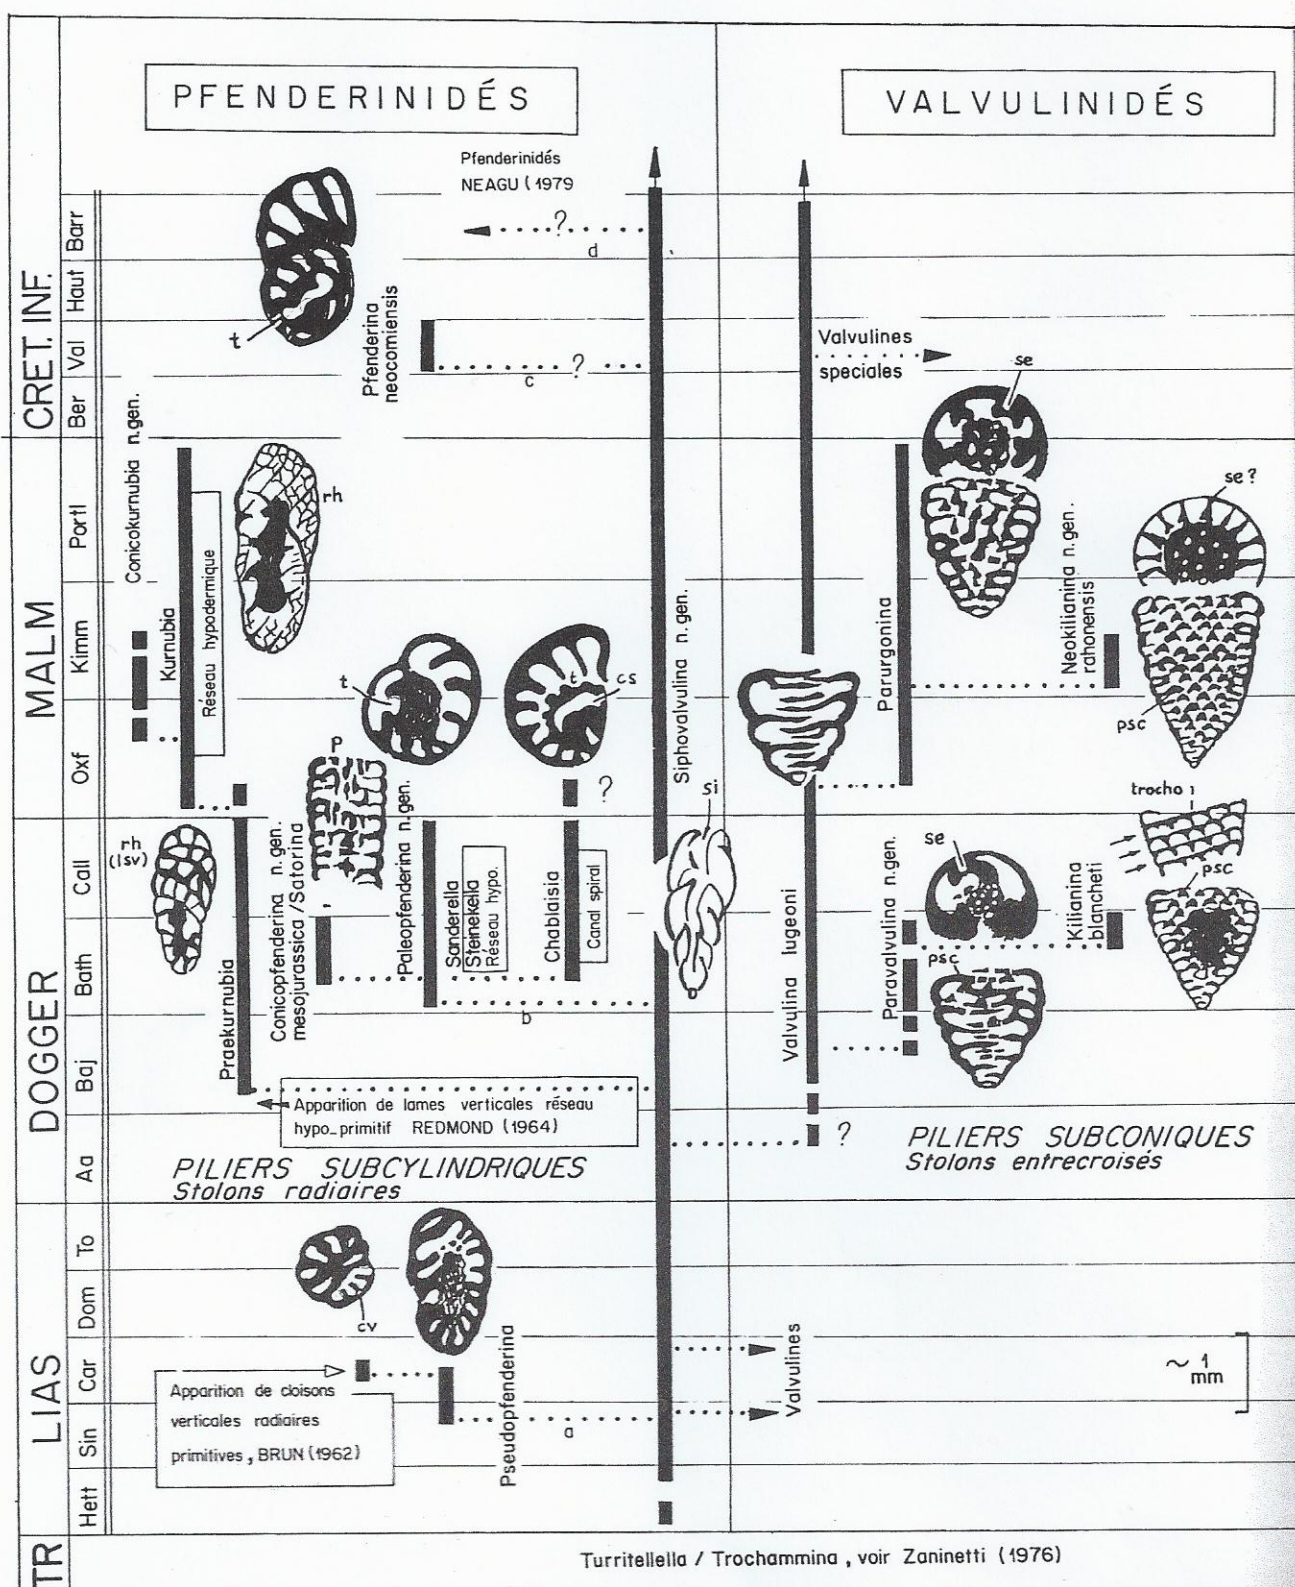 PFENDERINIDÉS
VALVULINIDÉS
Pfenderinidés
NEAGU (1979
CRET. INF.
Barr
Haut
Val
Ber
?
d
t
Pfenderina
neocomiensis
?
c
Valvulines
speciales
se
MALM
Portl
Kimm
Oxf
Conicokurnubia n.gen.
Kurnubia
Réseau hypodermique
rh
t
t
cs
P
?
Siphovalvulina n.gen.
Parurgonina
Neokilianina n.gen.
rahonensis
se ?
psc
DOGGER
Call
Bath
Baj
Aa
rh
(lsv)
Praekurnubia
Conicopfenderina n.gen.
mesojurassica / Satorina
Paleopfenderina n.gen.
Sanderella
Steinekella
Réseau hypo.
Chablaisia
Canal spiral
si
b
Valvulina lugeoni
Paravalvulina n.gen.
se
psc
Kilianina
blancheti
trocho 1
psc
Apparition de lames verticales réseau
hypo_primitif REDMOND (1964)
?
PILIERS SUBCYLINDRIQUES
Stolons radiaires
PILIERS SUBCONIQUES
Stolons entrecroisés
LIAS
To
Dom
Car
Sin
Hett
cv
Apparition de cloisons
verticales radiaires
primitives, BRUN (1962)
Pseudopfenderina
a
Valvulines
~ 1
mm
TR
Turritellella / Trochammina, voir Zaninetti (1976)